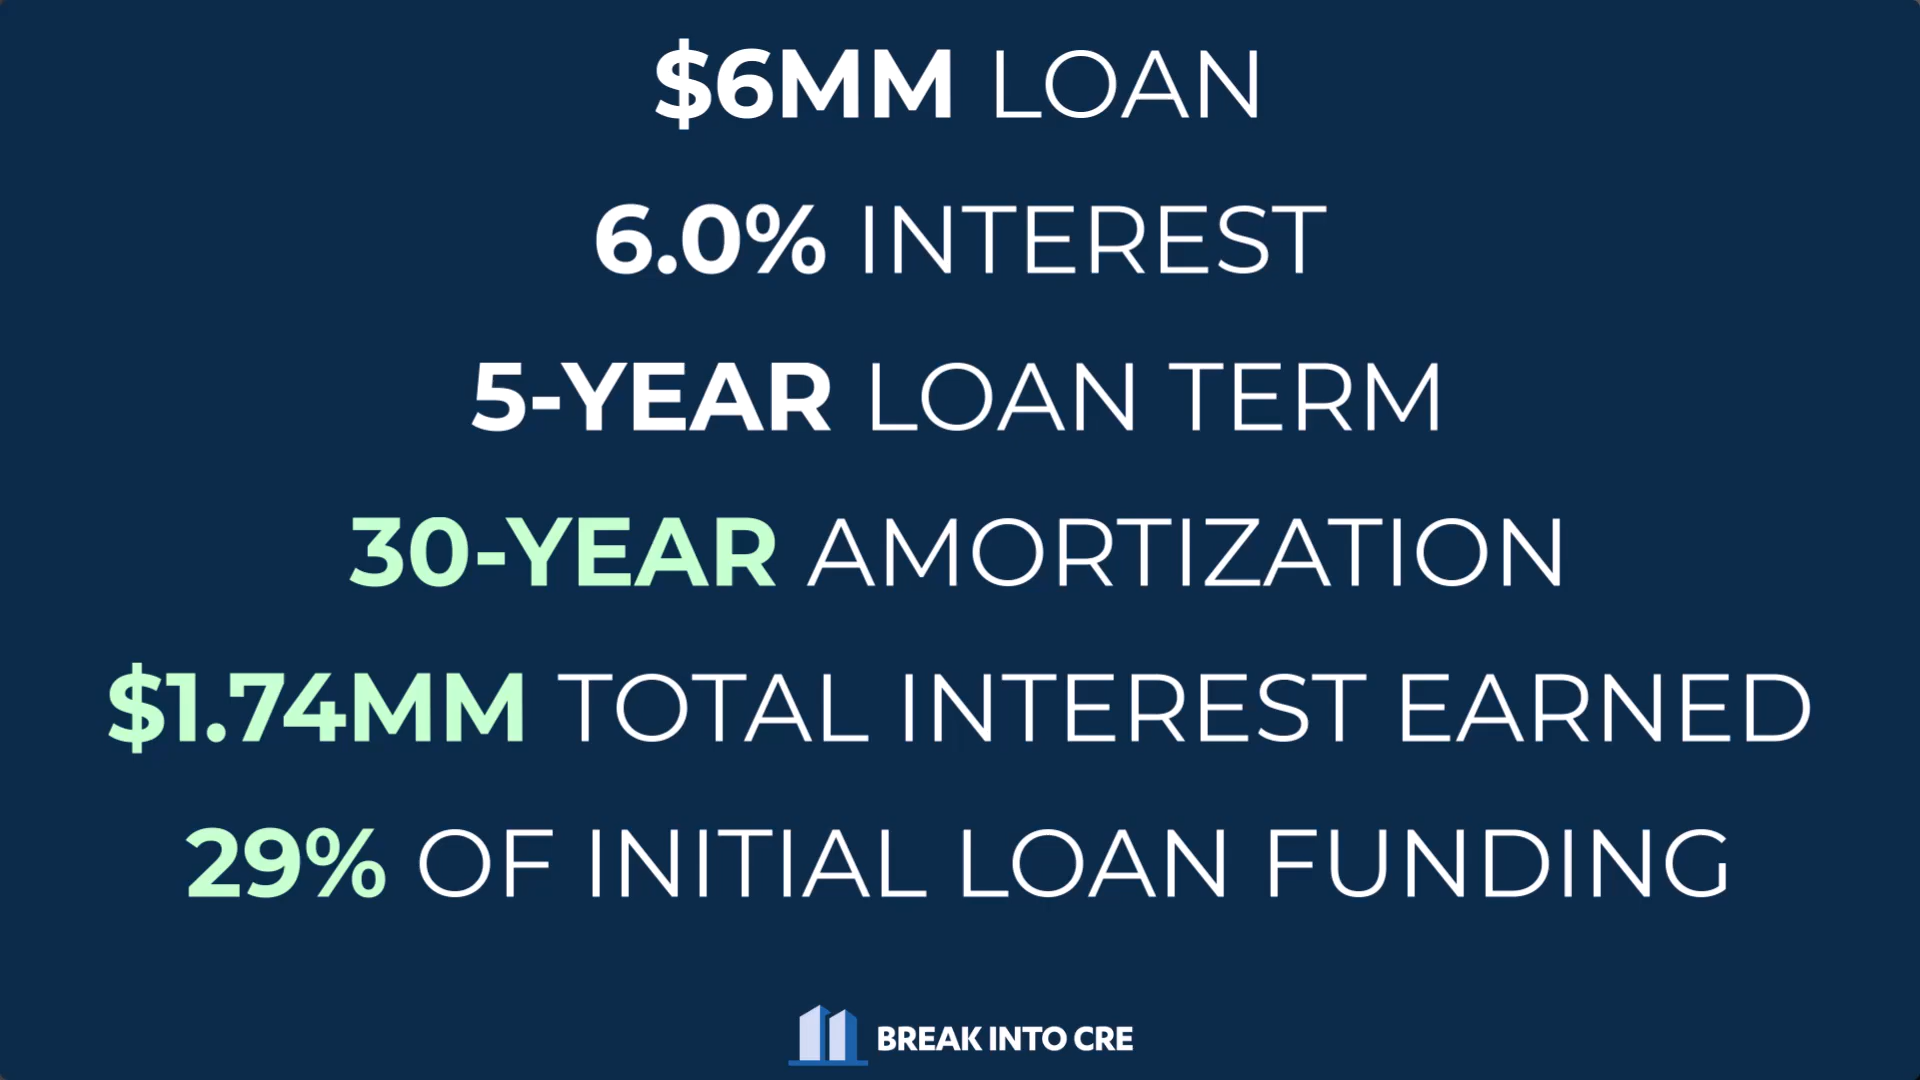 $6MM LOAN
6.0% INTEREST
5-YEAR LOAN TERM
30-YEAR AMORTIZATION
$1.74MM TOTAL INTEREST EARNED
29% OF INITIAL LOAN FUNDING
BREAK INTO CRE